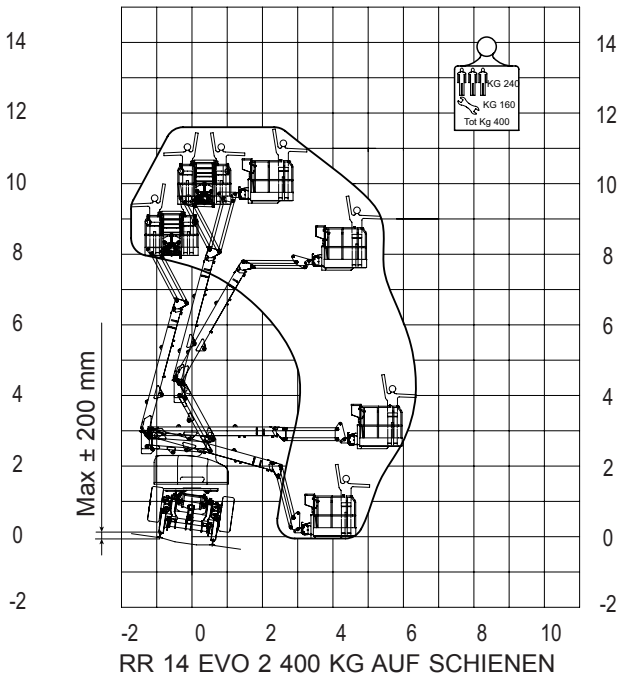 14 14
KG 240
KG 160
Tot Kg 400
12 12
10 10
8 8
6 6
Max ± 200 mm
4 4
2 2
0 0
-2 -2
-2 0 2 4 6 8 10
RR 14 EVO 2 400 KG AUF SCHIENEN